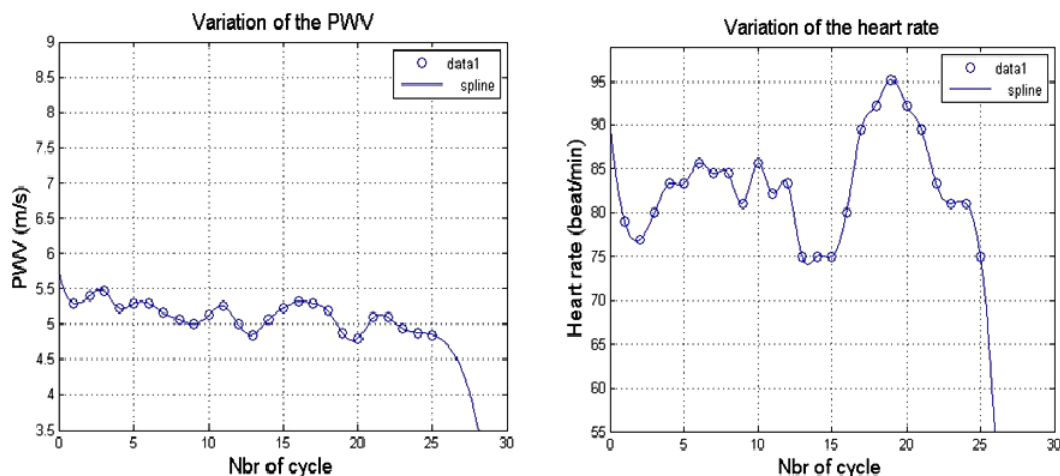 Variation of the PWV
9
8.5
8
7.5
7
6.5
6
5.5
5
4.5
4
3.5
PWV (m/s)
data1
spline
0 5 10 15 20 25 30
Nbr of cycle
Variation of the heart rate
95
90
85
80
75
70
65
60
55
Heart rate (beat/min)
data1
spline
0 5 10 15 20 25 30
Nbr of cycle